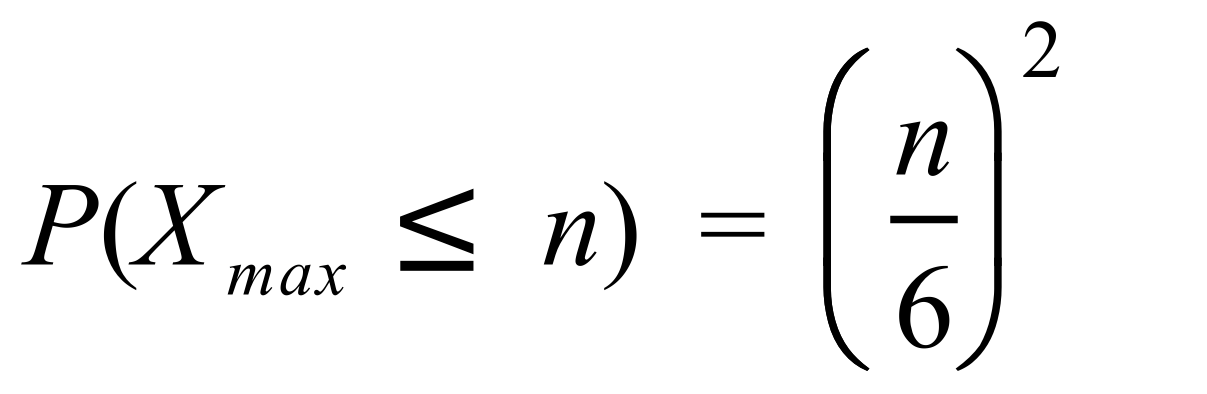 P(X_max ≤ n) = (n/6)²